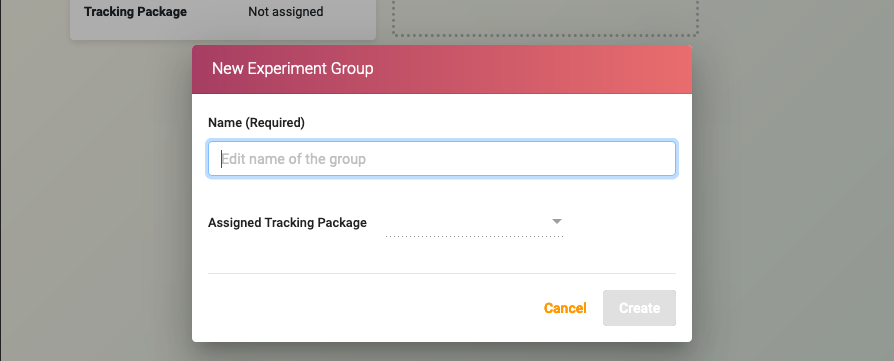 Tracking Package Not assigned
New Experiment Group
Name (Required)
Edit name of the group
Assigned Tracking Package
Cancel Create